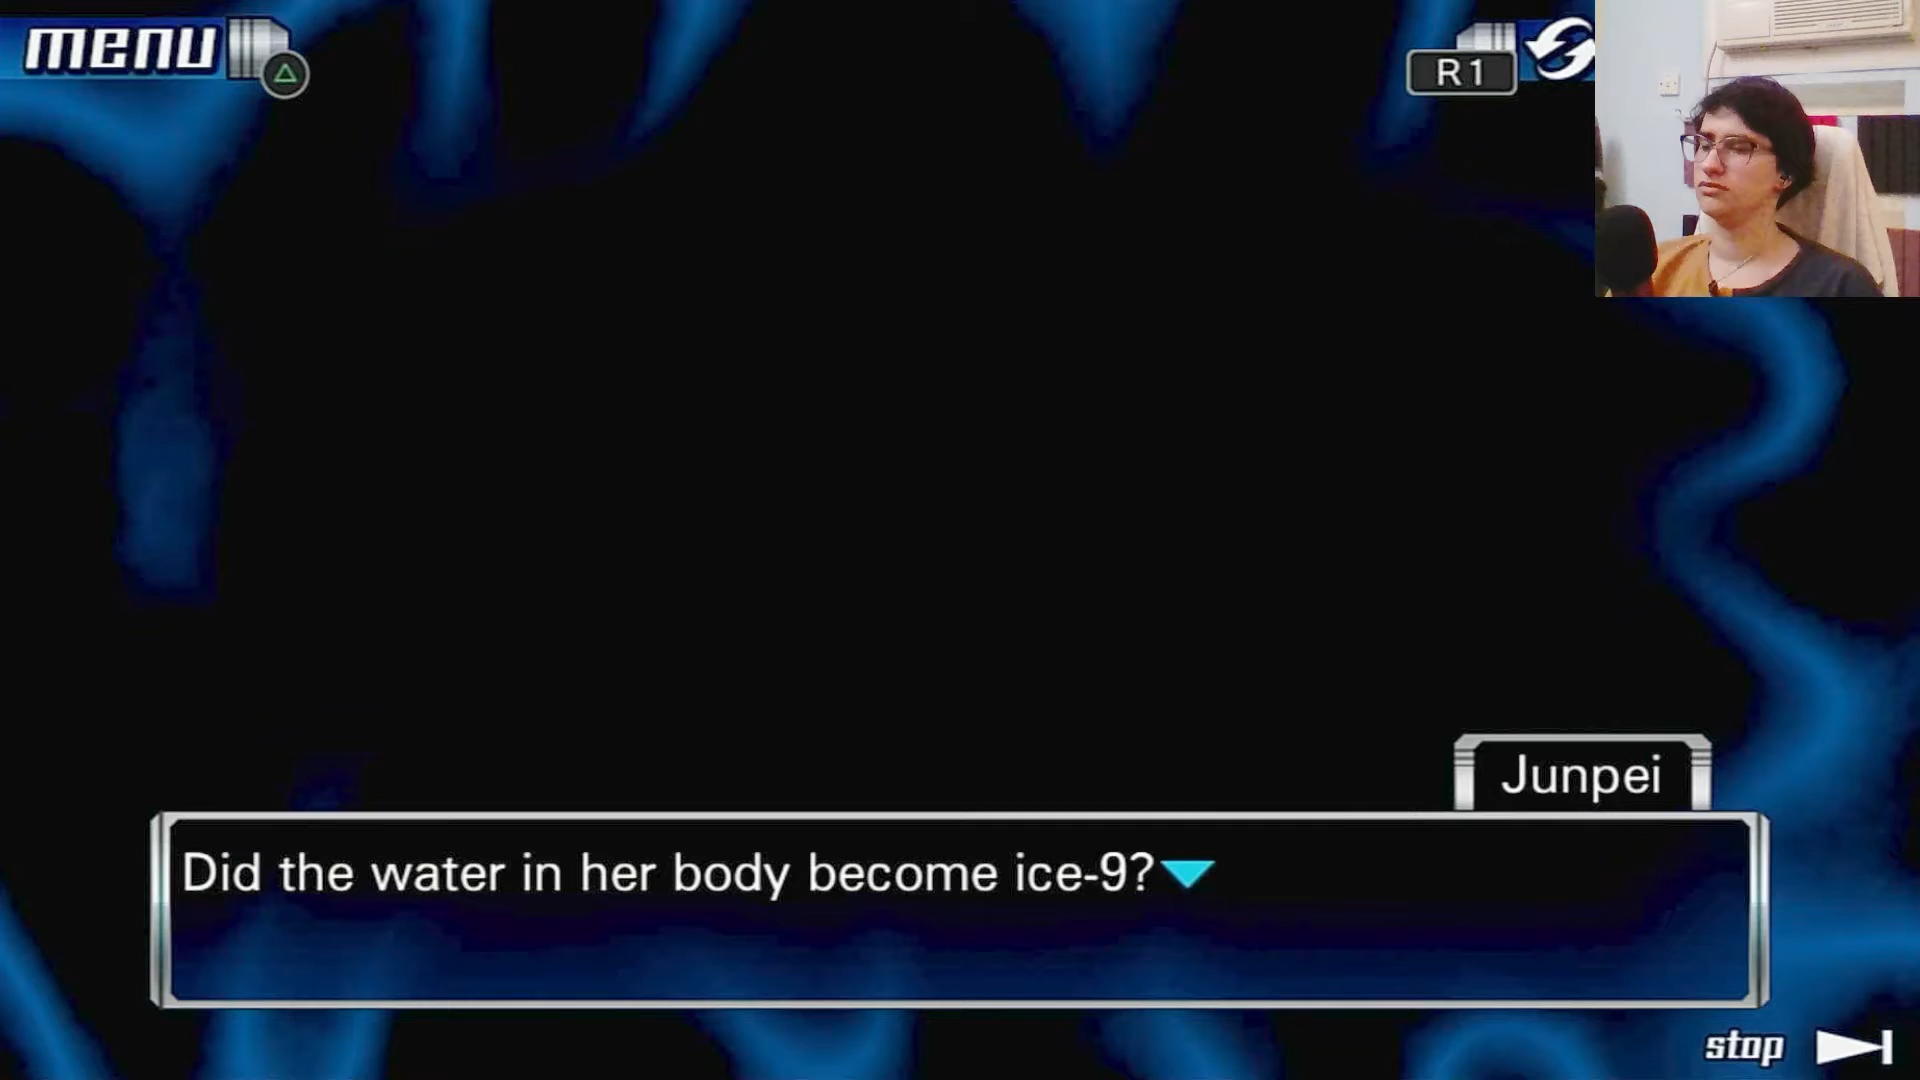 menu
R1
Junpei
Did the water in her body become ice-9?
stop